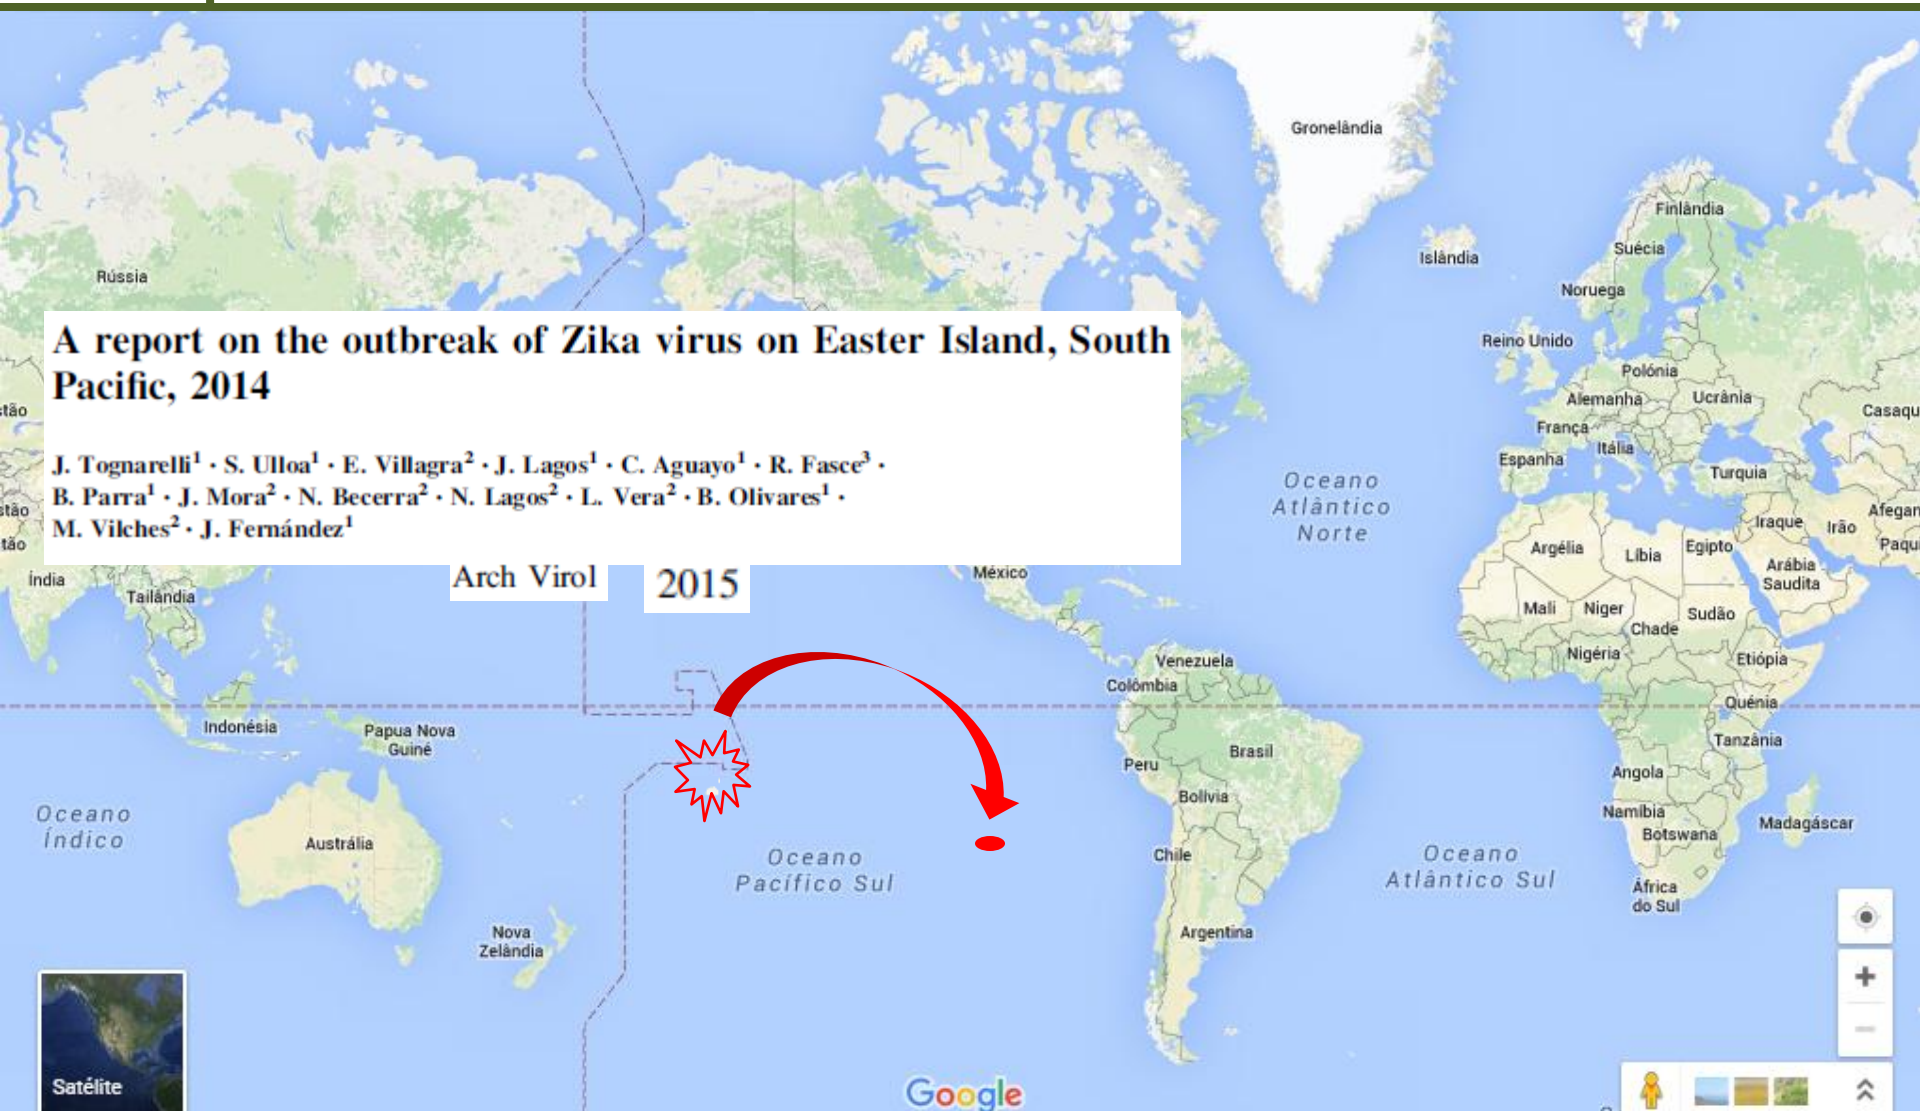 Gronelândia
Finlândia
Suécia
Islândia
Noruega
Rússia
A report on the outbreak of Zika virus on Easter Island, South
Pacific, 2014
J. Tognarelli¹ · S. Ulloa¹ · E. Villagra² · J. Lagos¹ · C. Aguayo¹ · R. Fasce³ ·
B. Parra¹ · J. Mora² · N. Becerra² · N. Lagos² · L. Vera² · B. Olivares¹ ·
M. Vilches² · J. Fernández¹
Arch Virol
2015
Reino Unido
Polónia
Alemanha
Ucrânia
Casaqu
França
Itália
Espanha
Turquia
stão
stão
tão
Oceano
Atlântico
Norte
Iraque
Irão
Afegan
Paqui
Argélia
Líbia
Egipto
Arábia
Saudita
Índia
Tailândia
México
Mali
Níger
Chade
Sudão
Nigéria
Etiópia
Venezuela
Colômbia
Quénia
Indonésia
Papua Nova
Guiné
Peru
Brasil
Tanzânia
Angola
Bolívia
Namíbia
Botswana
Madagáscar
Oceano
Índico
Austrália
Oceano
Pacífico Sul
Chile
Oceano
Atlântico Sul
África
do Sul
Nova
Zelândia
Argentina
Satélite
Google